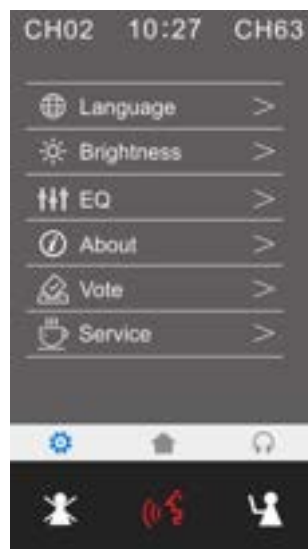 CH02 10:27 CH63
Language >
Brightness >
EQ >
About >
Vote >
Service >